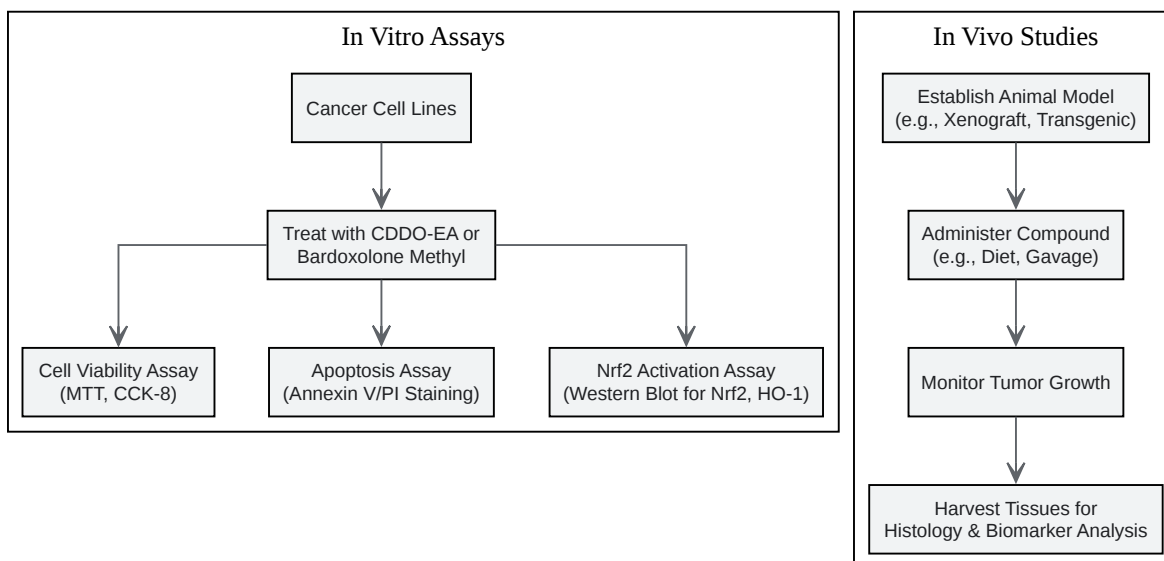 In Vitro Assays
Cancer Cell Lines
Treat with CDDO-EA or
Bardoxolone Methyl
Cell Viability Assay
(MTT, CCK-8)
Apoptosis Assay
(Annexin V/PI Staining)
Nrf2 Activation Assay
(Western Blot for Nrf2, HO-1)
In Vivo Studies
Establish Animal Model
(e.g., Xenograft, Transgenic)
Administer Compound
(e.g., Diet, Gavage)
Monitor Tumor Growth
Harvest Tissues for
Histology & Biomarker Analysis